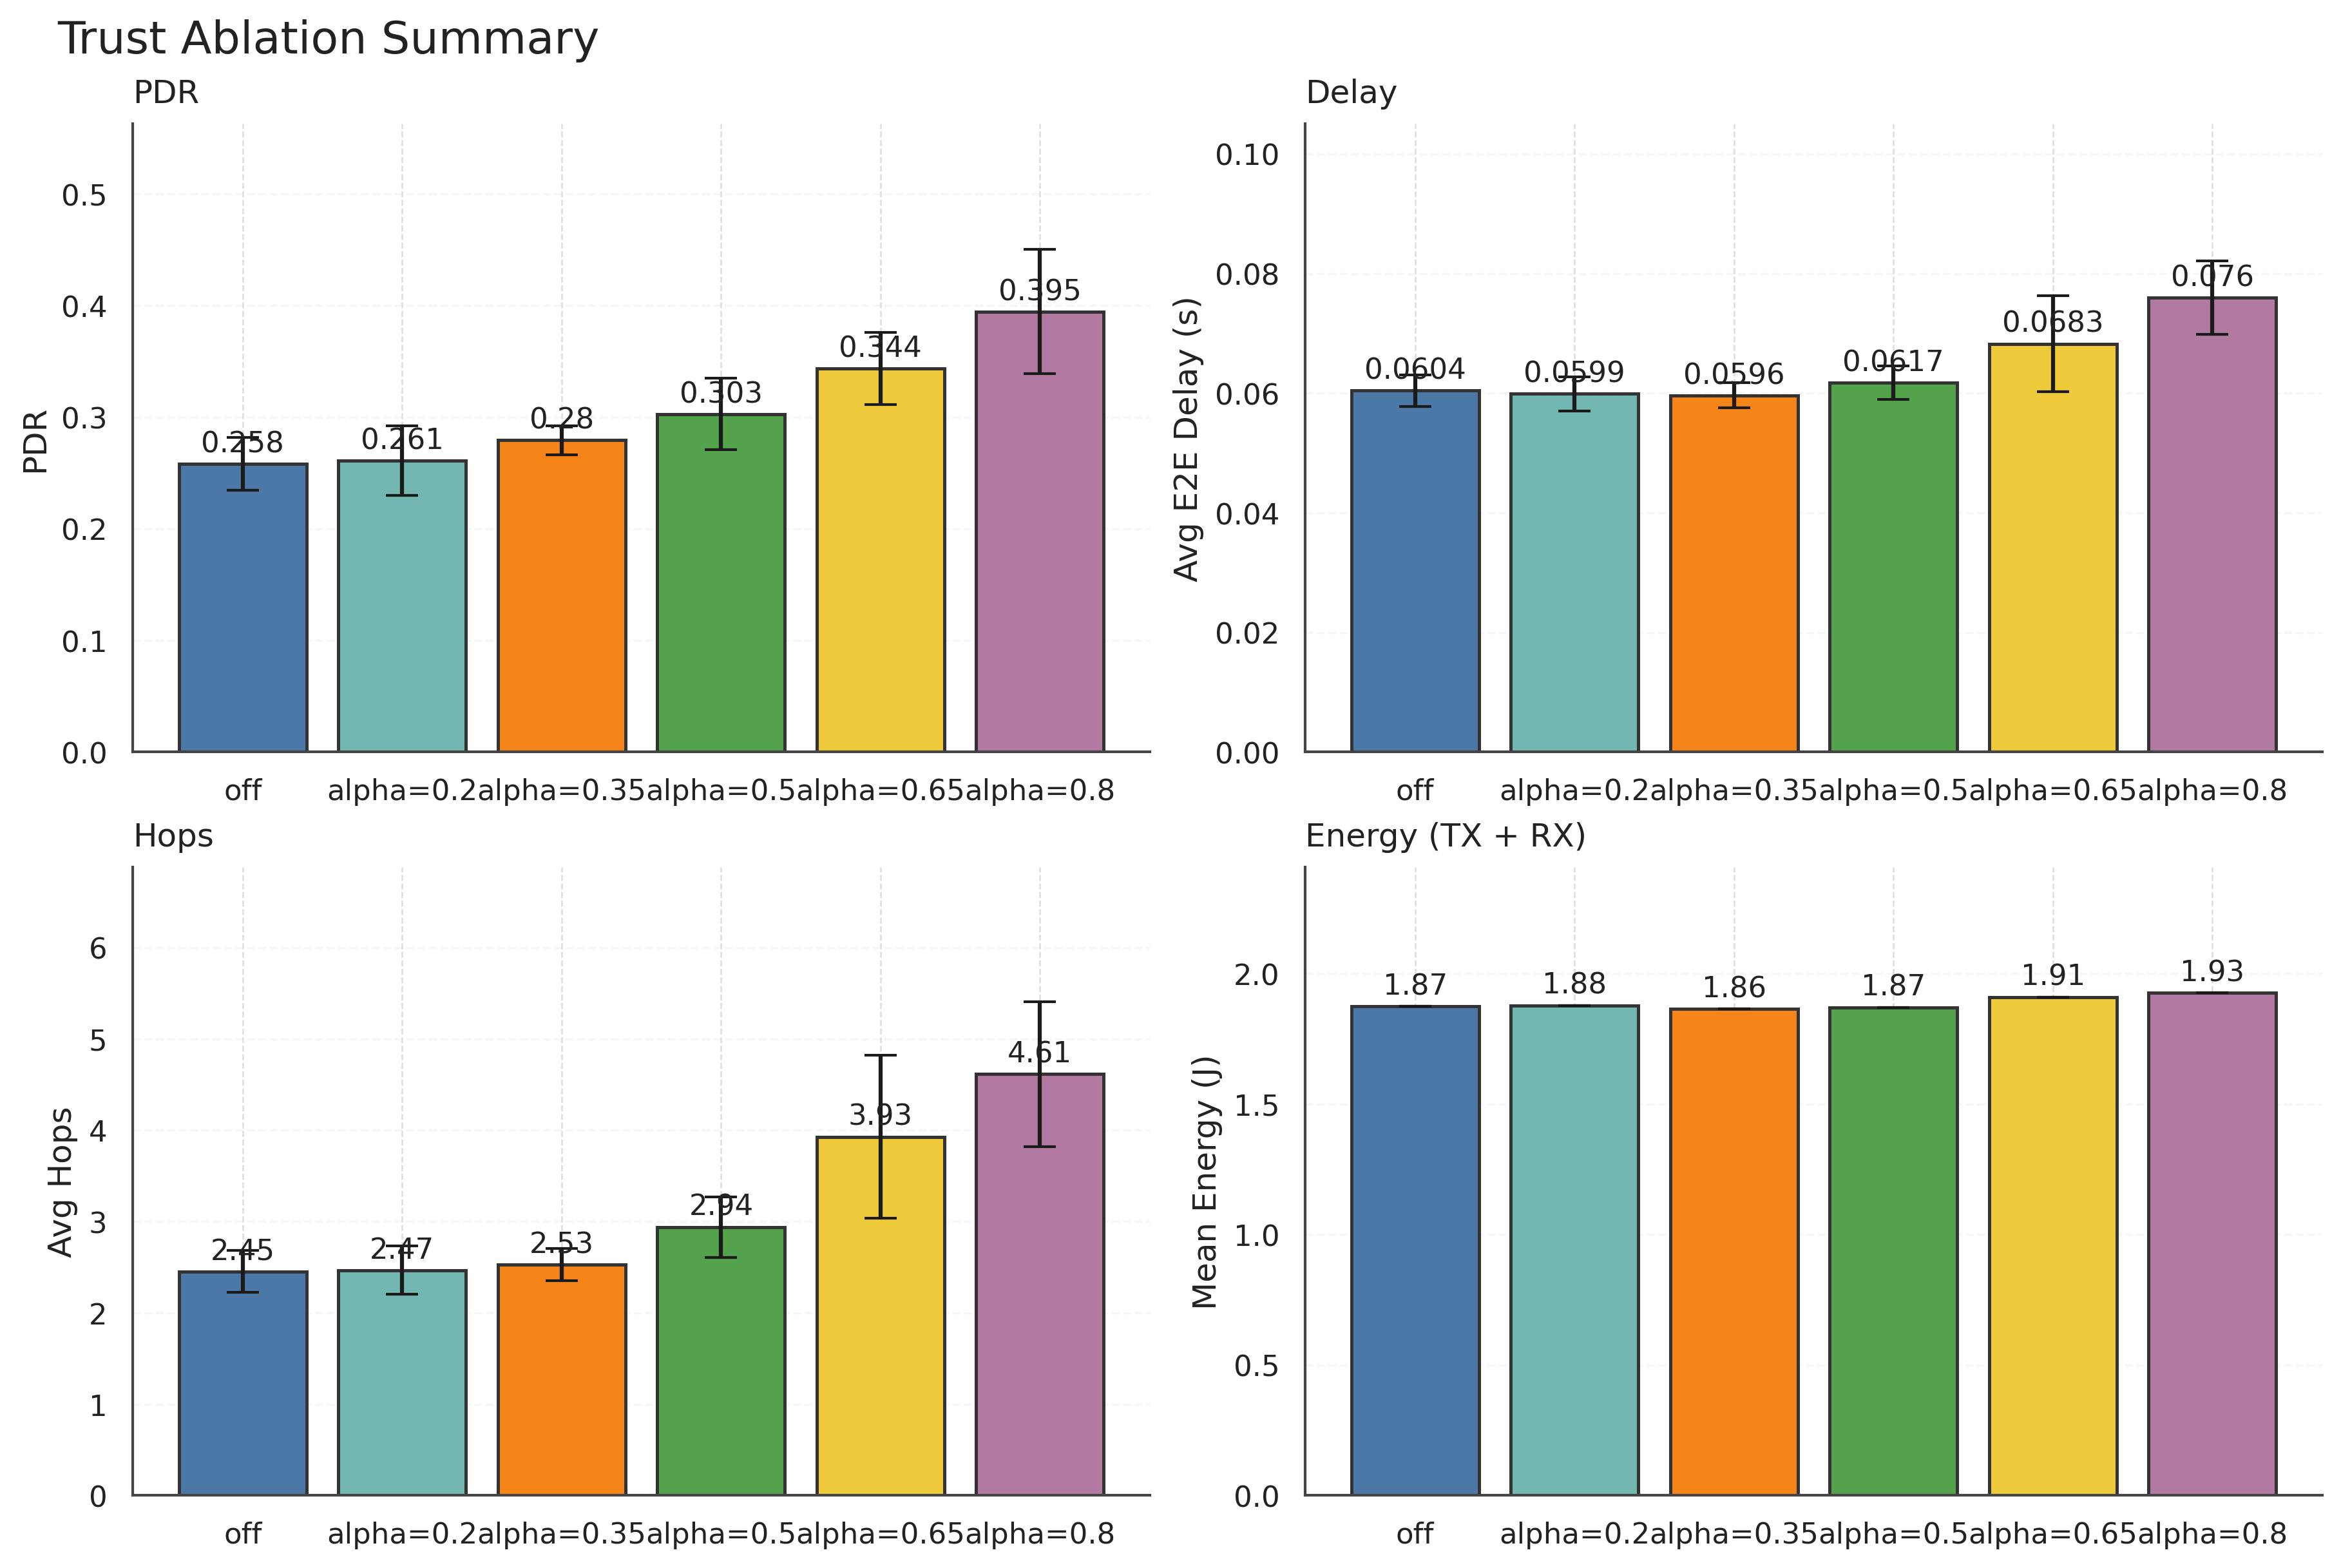 Trust Ablation Summary
PDR
PDR
0.5
0.4
0.3
0.2
0.1
0.0
0.258
0.261
0.28
0.303
0.344
0.395
off
alpha=0.2
alpha=0.35
alpha=0.5
alpha=0.65
alpha=0.8
Delay
Avg E2E Delay (s)
0.10
0.08
0.06
0.04
0.02
0.00
0.0604
0.0599
0.0596
0.0617
0.0683
0.076
off
alpha=0.2
alpha=0.35
alpha=0.5
alpha=0.65
alpha=0.8
Hops
Avg Hops
6
5
4
3
2
1
0
2.45
2.47
2.53
2.94
3.93
4.61
off
alpha=0.2
alpha=0.35
alpha=0.5
alpha=0.65
alpha=0.8
Energy (TX + RX)
Mean Energy (J)
2.0
1.5
1.0
0.5
0.0
1.87
1.88
1.86
1.87
1.91
1.93
off
alpha=0.2
alpha=0.35
alpha=0.5
alpha=0.65
alpha=0.8